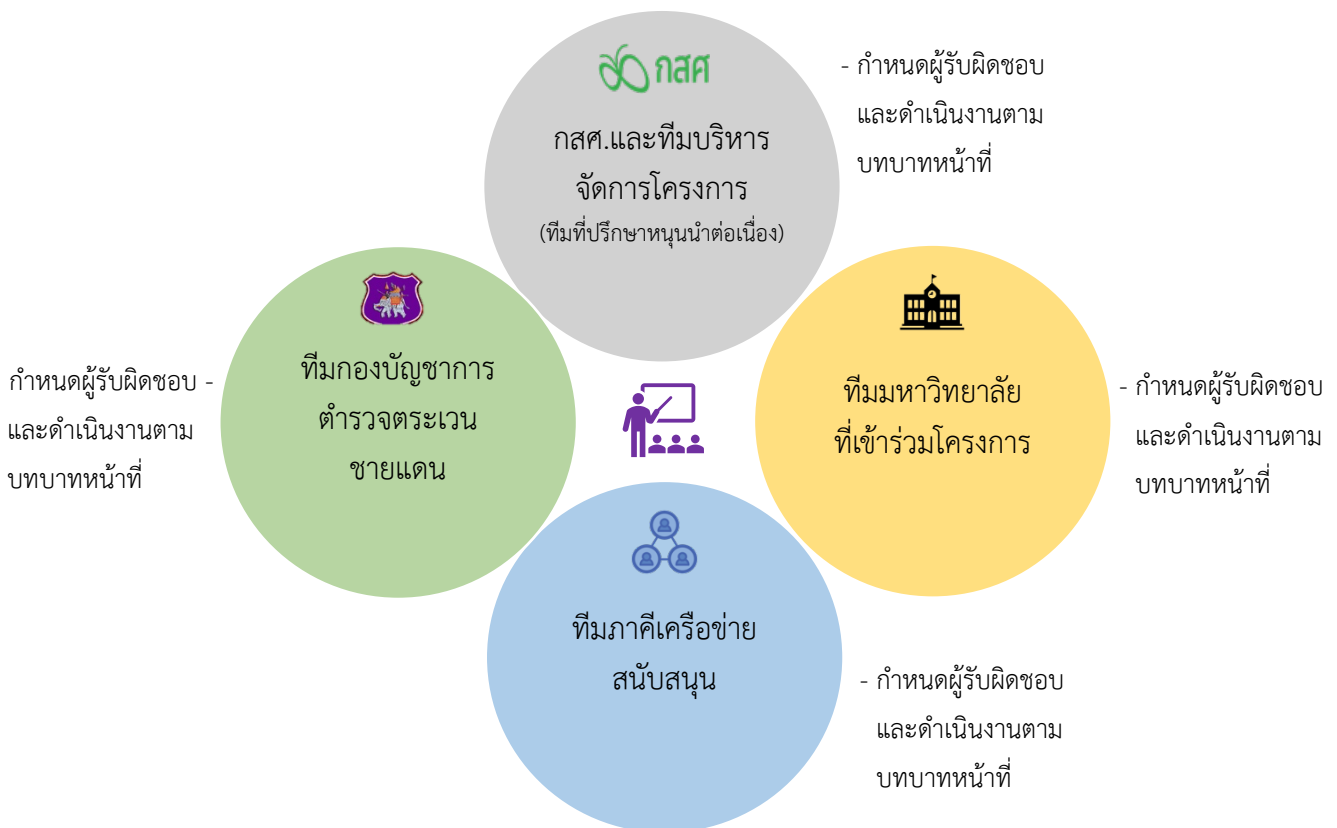 กสศ
กสศ.และทีมบริหาร
จัดการโครงการ
(ทีมที่ปรึกษาหนุนนำต่อเนื่อง)
- กำหนดผู้รับผิดชอบ
และดำเนินงานตาม
บทบาทหน้าที่
ทีมกองบัญชาการ
ตำรวจตระเวน
ชายแดน
กำหนดผู้รับผิดชอบ -
และดำเนินงานตาม
บทบาทหน้าที่
ทีมมหาวิทยาลัย
ที่เข้าร่วมโครงการ
- กำหนดผู้รับผิดชอบ
และดำเนินงานตาม
บทบาทหน้าที่
ทีมภาคีเครือข่าย
สนับสนุน
- กำหนดผู้รับผิดชอบ
และดำเนินงานตาม
บทบาทหน้าที่